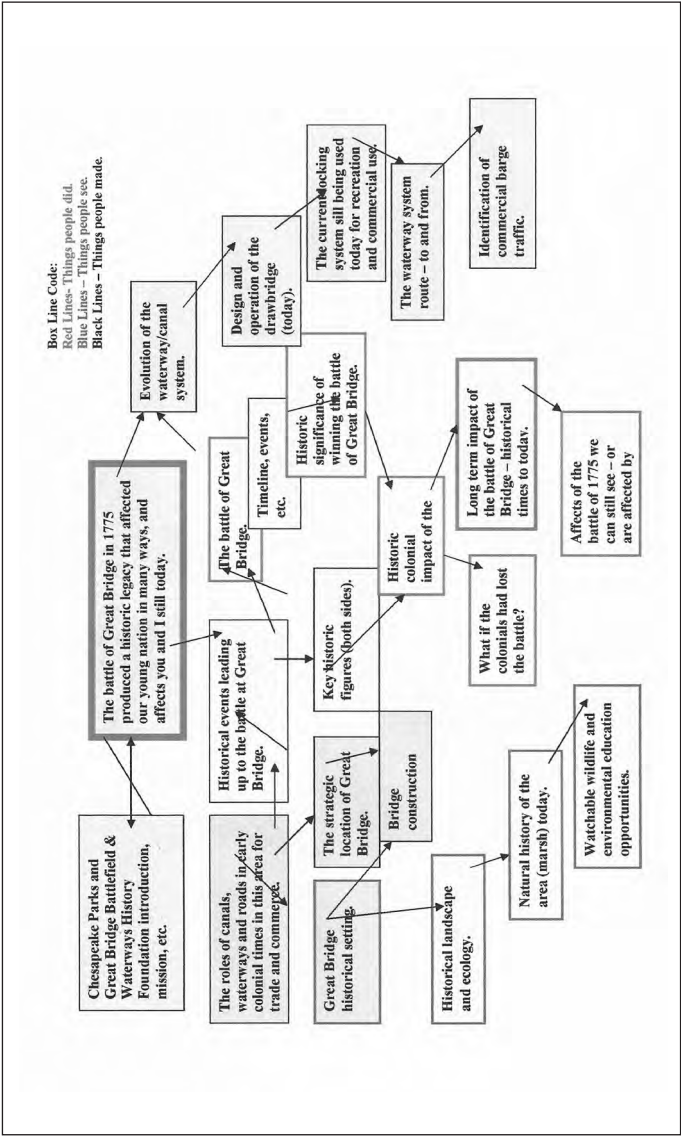 Box Line Code:
Red Lines- Things people did.
Blue Lines – Things people see.
Black Lines – Things people made.
Chesapeake Parks and
Great Bridge Battlefield &
Waterways History
Foundation introduction,
mission, etc.
The battle of Great Bridge in 1775
produced a historic legacy that affected
our young nation in many ways, and
affects you and I still today.
Evolution of the
waterway/canal
system.
The roles of canals,
waterways and roads in early
colonial times in this area for
trade and commerce.
Historical events leading
up to the battle at Great
Bridge.
The battle of Great
Bridge.
Timeline, events,
etc.
Design and
operation of the
drawbridge
(today).
Great Bridge
historical setting.
The strategic
location of Great
Bridge.
Key historic
figures (both sides).
Historic
significance of
winning the battle
of Great Bridge.
The current locking
system sill being used
today for recreation
and commercial use.
Bridge
construction
Historic
colonial
impact of the
The waterway system
route – to and from.
Historical landscape
and ecology.
What if the
colonials had lost
the battle?
Long term impact of
the battle of Great
Bridge – historical
times to today.
Identification of
commercial barge
traffic.
Natural history of the
area (marsh) today.
Affects of the
battle of 1775 we
can still see – or
are affected by
Watchable wildlife and
environmental education
opportunities.